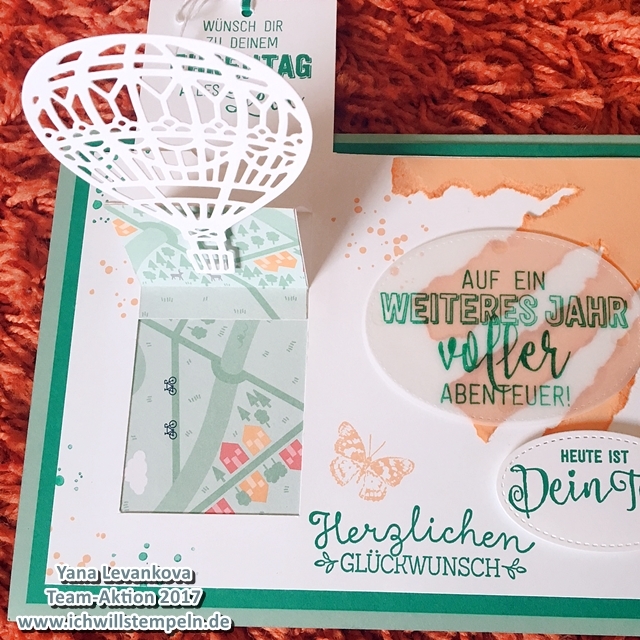 WÜNSCH DIR
ZU DEINEM
AUF EIN
WEITERES JAHR
voller
ABENTEUER!
HEUTE IST
Herzlichen
GLÜCKWUNSCH
Yana Levankova
Team-Aktion 2017
www.ichwillstempeln.de